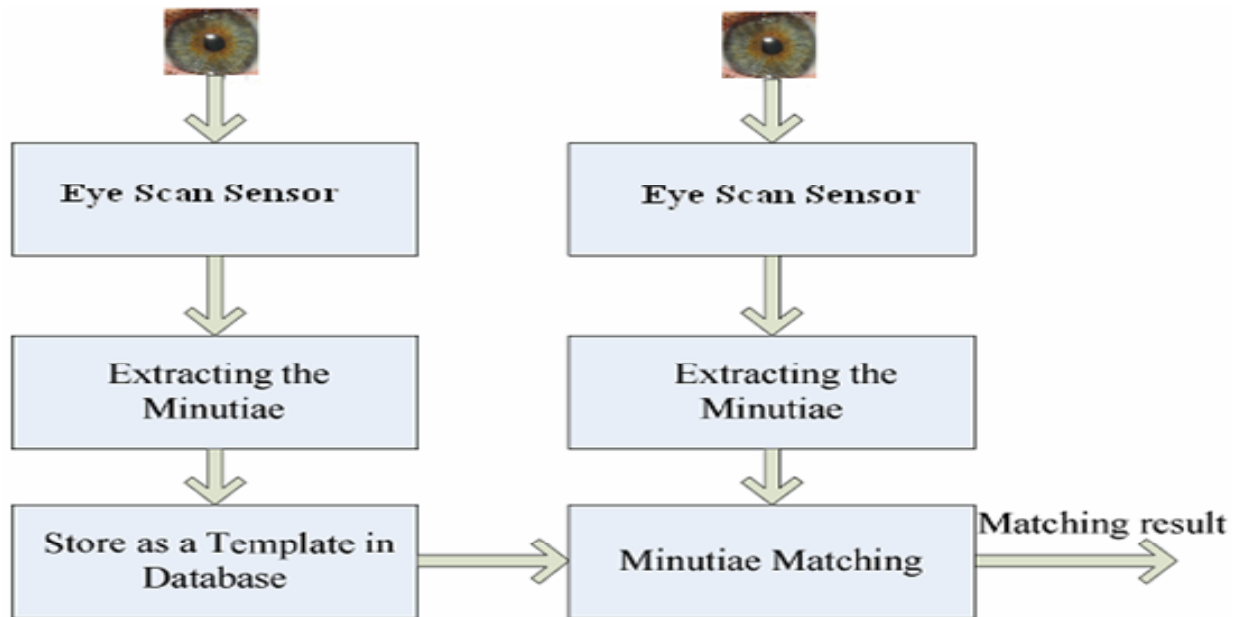 Eye Scan Sensor
Extracting the
Minutiae
Store as a Template in
Database
Eye Scan Sensor
Extracting the
Minutiae
Minutiae Matching
Matching result